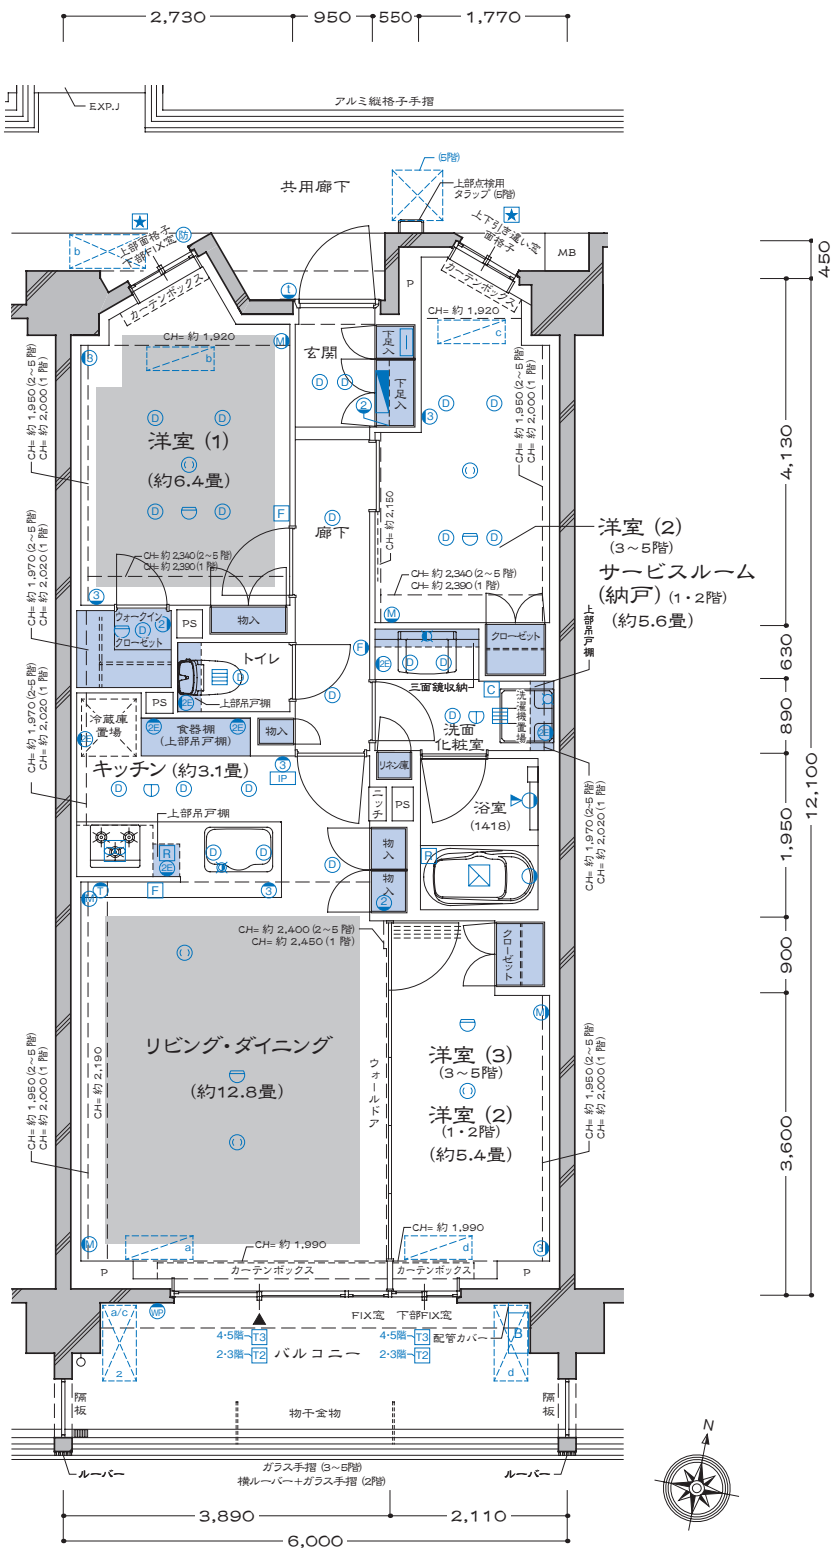 2,730
950
550
1,770
EXP.J
アルミ縦格子手摺
(5階)
共用廊下
上部点検用
タラップ (5階)
上部面格子
下部FIX窓
防
上下引き違い窓
面格子
MB
b
カーテンボックス
t
P
カーテンボックス
450
CH= 約 1,920
CH= 約 1,920
b
c
3
M
玄関
下足入
下足入
D
D
2
3
CH= 約 1,950 (2~5階)
CH= 約 2,000 (1階)
CH= 約 1,950 (2~5階)
CH= 約 2,000 (1階)
D
D
D
D
洋室 (1)
(約6.4畳)
4,130
D
D
F
D
廊下
CH= 約 2,150
D
D
洋室 (2)
(3~5階)
サービスルーム
(納戸) (1・2階)
(約5.6畳)
CH= 約 2,340 (2~5階)
CH= 約 2,390 (1階)
CH= 約 2,340 (2~5階)
CH= 約 2,390 (1階)
CH= 約 1,970 (2~5階)
CH= 約 2,020 (1階)
3
M
ウォークイン
クローゼット
D
2
PS
物入
クローゼット
上部吊戸棚
630
トイレ
D
2E
上部吊戸棚
F
2E
D
D
三面鏡収納
D
C
洗濯機置場
2E
890
12,100
CH= 約 1,970 (2~5階)
CH= 約 2,020 (1階)
冷蔵庫
置場
2E
PS
2E
2E
食器棚
(上部吊戸棚)
物入
D
洗面
化粧室
キッチン (約3.1畳)
3
IP
リネン庫
D
D
D
ニッチ
PS
浴室
(1418)
CH= 約 1,970 (2~5階)
CH= 約 2,020 (1階)
1,950
上部吊戸棚
R
2E
D
D
D
物入
物入
2
R
T
M
F
3
CH= 約 2,400 (2~5階)
CH= 約 2,450 (1階)
クローゼット
900
リビング・ダイニング
(約12.8畳)
ウォールドア
M
洋室 (3)
(3~5階)
洋室 (2)
(1・2階)
(約5.4畳)
CH= 約 1,950 (2~5階)
CH= 約 2,000 (1階)
CH= 約 2,190
CH= 約 1,950 (2~5階)
CH= 約 2,000 (1階)
3,600
M
a
CH= 約 1,990
CH= 約 1,990
d
3
P
カーテンボックス
カーテンボックス
P
a/c
WP
FIX窓
下部FIX窓
4・5階
T3
2・3階
T2
バルコニー
4・5階
T3
2・3階
T2
配管カバー
B
2
d
隔板
物干金物
隔板
N
ルーバー
ガラス手摺 (3~5階)
横ルーバー+ガラス手摺 (2階)
ルーバー
3,890
2,110
6,000